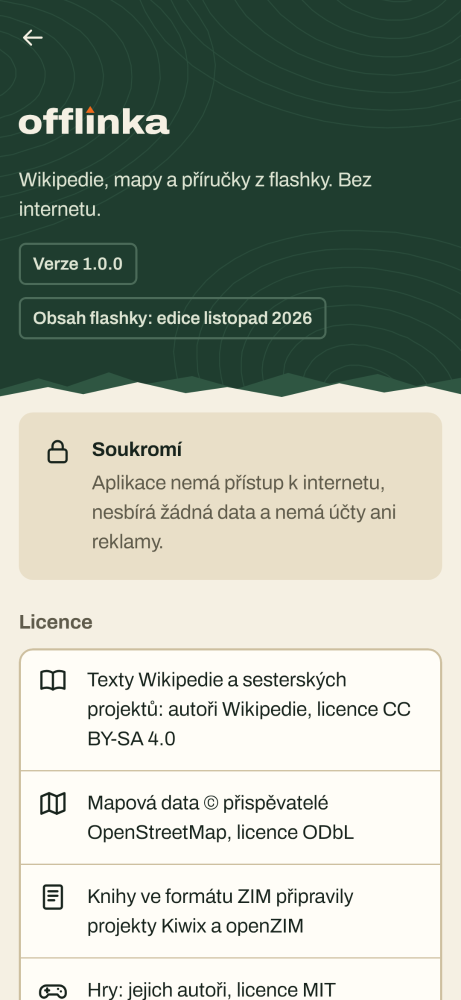 offlinka
Wikipedie, mapy a příručky z flashky. Bez
internetu.
Verze 1.0.0
Obsah flashky: edice listopad 2026
Soukromí
Aplikace nemá přístup k internetu,
nesbírá žádná data a nemá účty ani
reklamy.
Licence
Texty Wikipedie a sesterských
projektů: autoři Wikipedie, licence CC
BY-SA 4.0
Mapová data © přispěvatelé
OpenStreetMap, licence ODbL
Knihy ve formátu ZIM připravily
projekty Kiwix a openZIM
Hry: jejich autoři, licence MIT